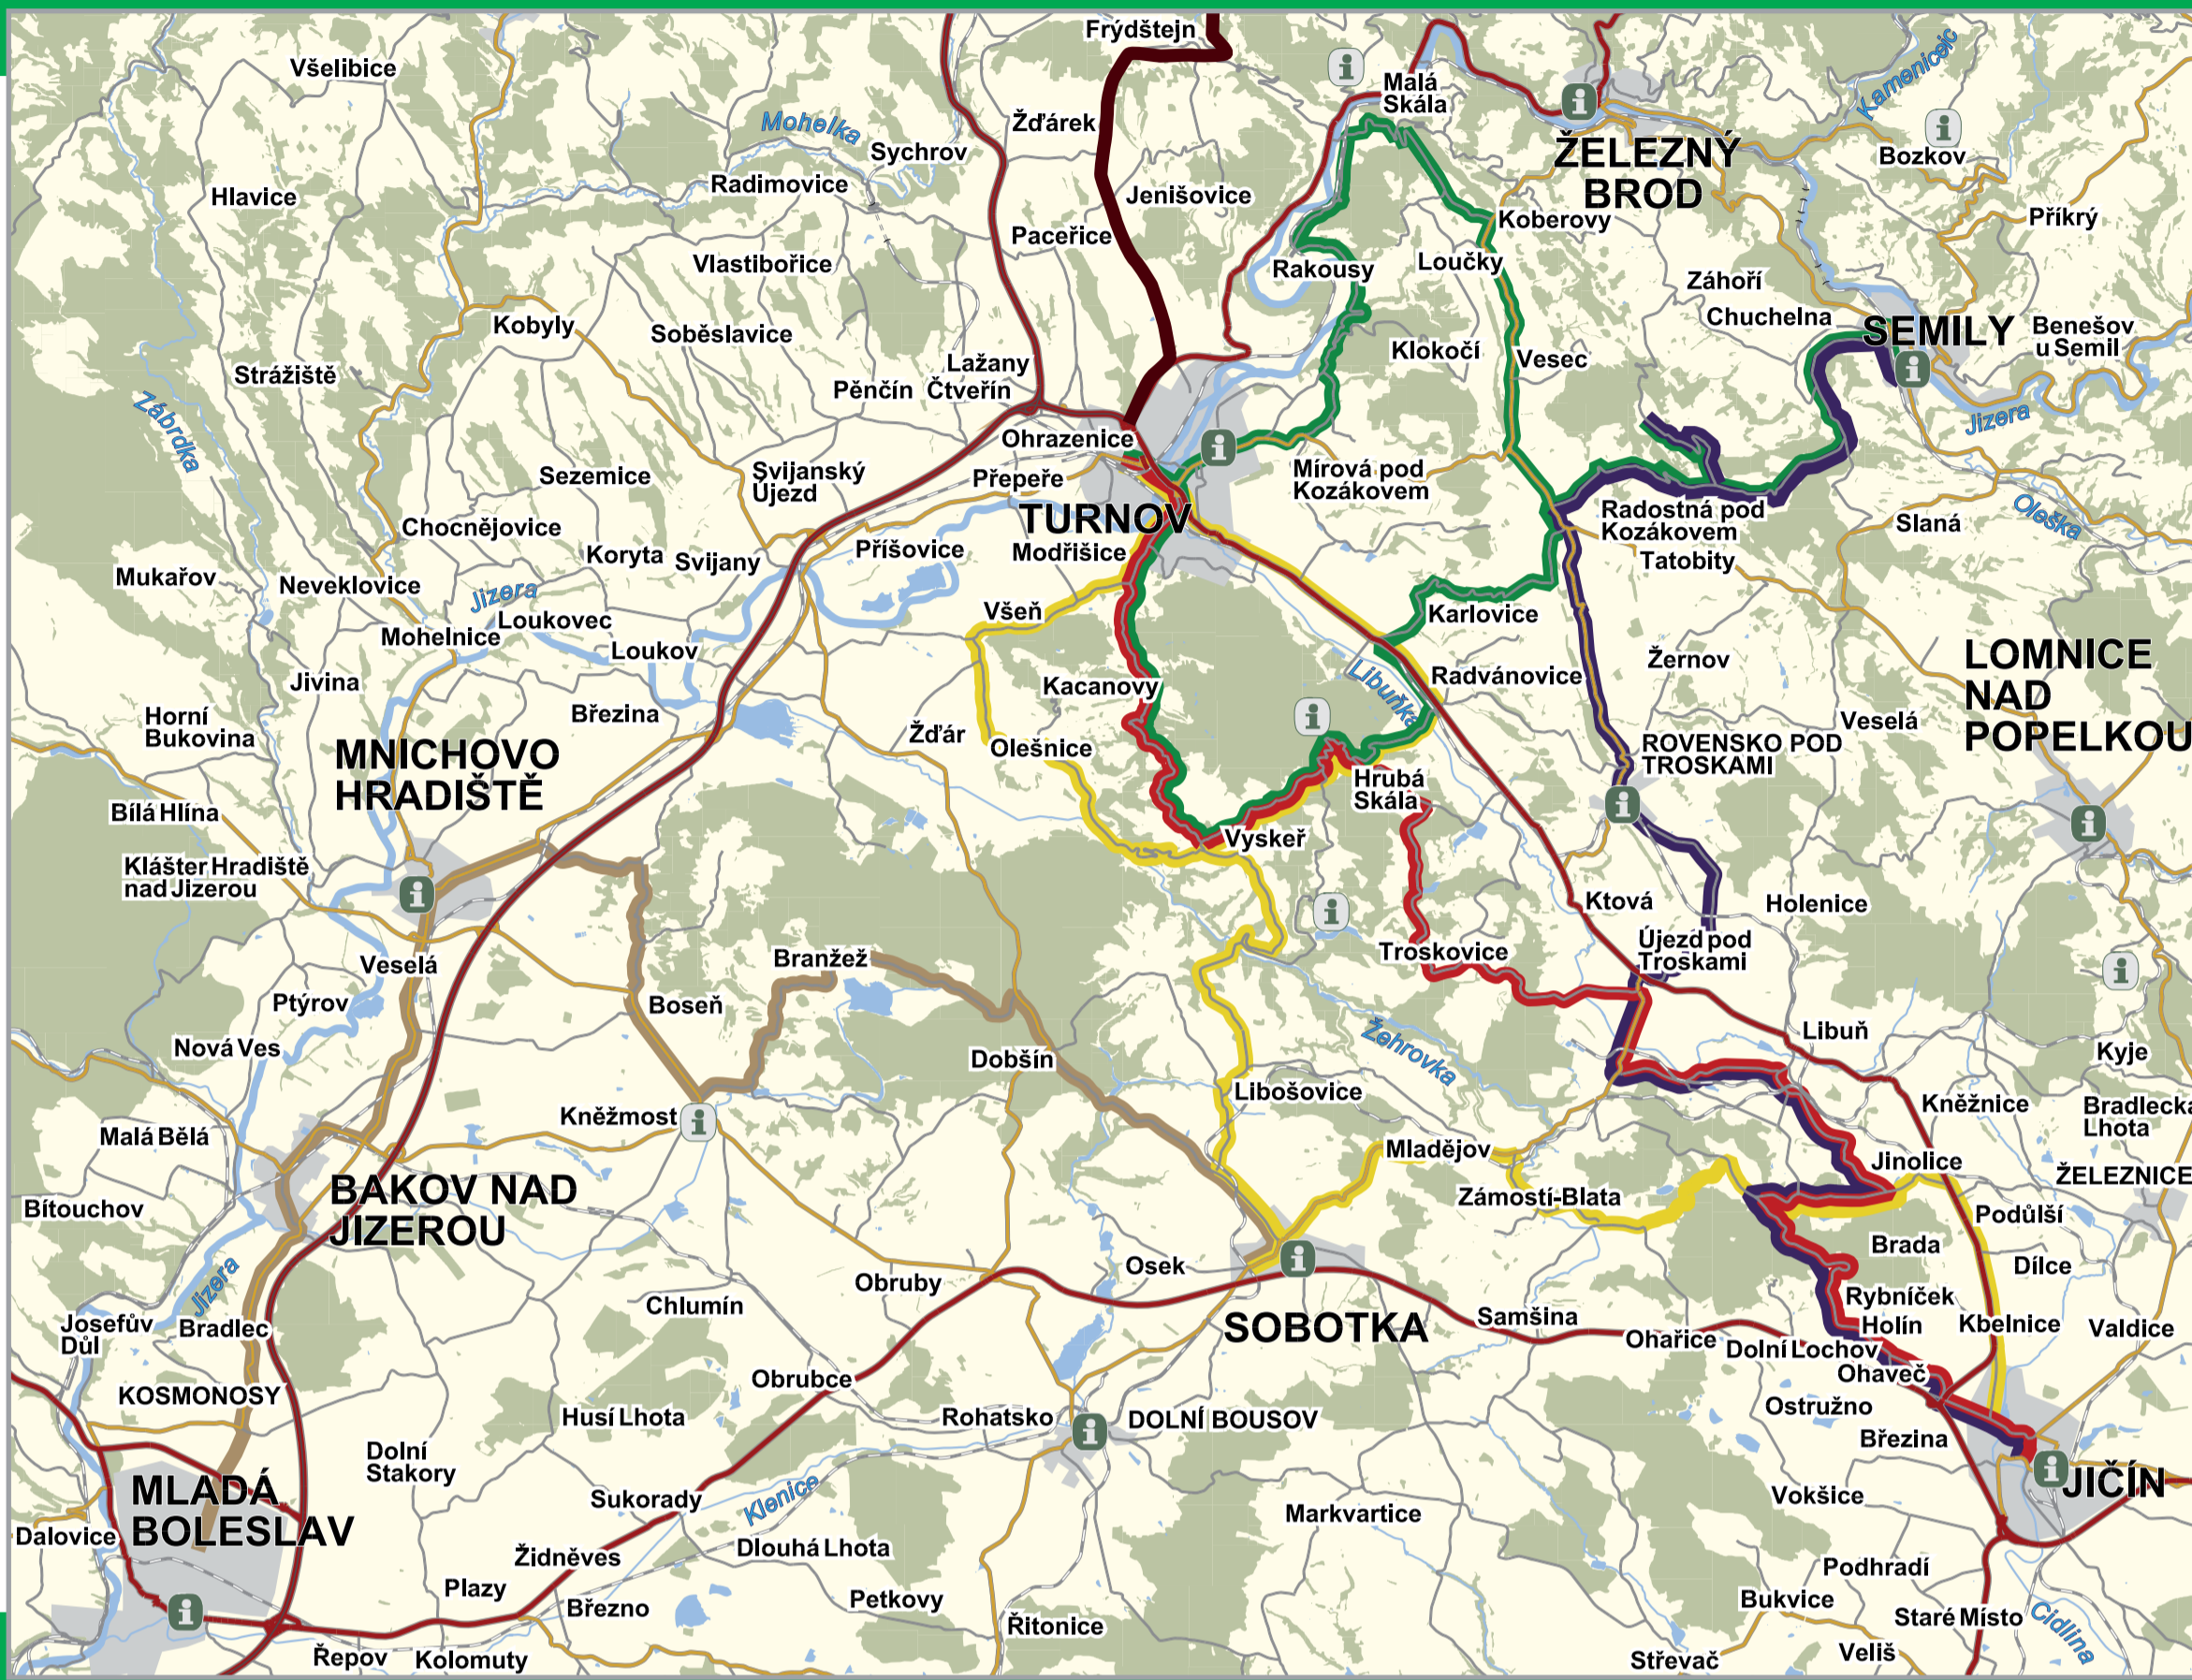 Frýdštejn
Všelibice
Malá
Skála
Kameniceic
Žďárek
Mohelka
Sychrov
ŽELEZNÝ
BROD
Bozkov
Hlavice
Radimovice
Jenišovice
Koberovy
Příkrý
Paceřice
Vlastibořice
Rakousy
Loučky
Záhoří
Chuchelna
Kobyly
Soběslavice
SEMILY
Benešov
u Semil
Strážiště
Lažany
Pěnčín
Čtveřín
Klokočí
Vesec
Zábrdka
Jizera
Ohrazenice
Sezemice
Svijanský
Újezd
Přepeře
Mírová pod
Kozákovem
TURNOV
Radostná pod
Kozákovem
Slaná
Oleška
Chocnějovice
Koryta
Svijany
Příšovice
Modřišice
Tatobity
Mukařov
Neveklovice
Jizera
Loukovec
Všeň
Karlovice
Mohelnice
Loukov
Libuňka
Radvánovice
Žernov
LOMNICE
NAD
POPELKOU
Jivina
Kacanovy
Horní
Bukovina
Březina
Žďár
Olešnice
Veselá
MNICHOVO
HRADIŠTĚ
ROVENSKO POD
TROSKAMI
Hrubá
Skála
Bílá Hlína
Vyskeř
Klášter Hradiště
nad Jizerou
Ktová
Holenice
Újezd pod
Troskami
Veselá
Branžež
Troskovice
Ptýrov
Boseň
Libuň
Nová Ves
Dobšín
Žehrovka
Kyje
Libošovice
Kněžmost
Kněžnice
Bradlecká
Lhota
Malá Bělá
Mladějov
Jinolice
ŽELEZNICE
BAKOV NAD
JIZEROU
Bítouchov
Zámostí-Blata
Podůlší
Brada
Dílce
Osek
Jizera
Obruby
Chlumín
Rybníček
SOBOTKA
Samšina
Holín
Kbelnice
Valdice
Josefův
Důl
Bradlec
Ohařice
Dolní Lochov
Ohaveč
Obrubce
KOSMONOSY
Husí Lhota
Rohatsko
DOLNÍ BOUSOV
Ostružno
Březina
Dolní
Stakory
JIČÍN
MLADÁ
BOLESLAV
Sukorady
Klenice
Vokšice
Markvartice
Dalovice
Židněves
Dlouhá Lhota
Podhradí
Plazy
Březno
Petkovy
Bukvice
Staré Místo
Řitonice
Cidlina
Řepov
Kolomuty
Střevač
Veliš